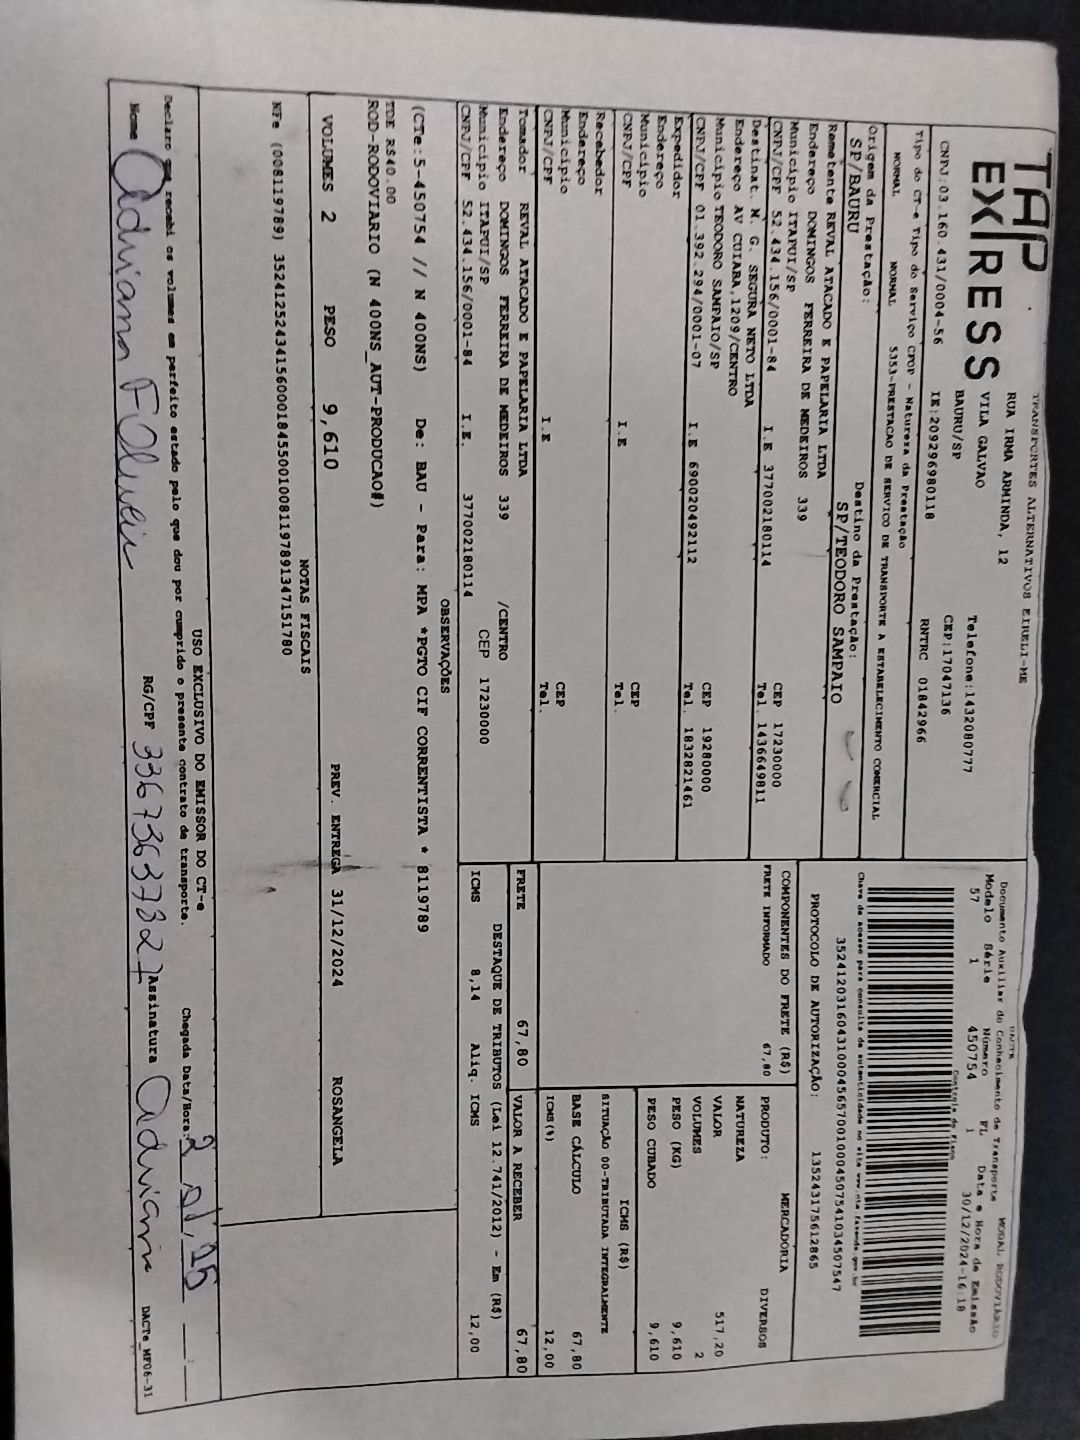 TAP
EXPRESS
TRANSPORTES ALTERNATIVOS EIRELI-ME
RUA IRMA ARMINDA, 12
VILA GALVAO
BAURU/SP
Telefone:1432080777
CEP:17047136
CNPJ:03.160.431/0004-56 IE:209296980118 RNTRC 01842966
Tipo do CT-e Tipo do Serviço CFOP - Natureza da Prestação
NORMAL NORMAL 5353-PRESTACAO DE SERVICO DE TRANSPORTE A ESTABELECIMENTO COMERCIAL
Origem da Prestação: Destino da Prestação:
SP/BAURU SP/TEODORO SAMPAIO
DACTE
Documento Auxiliar do Conhecimento de Transporte MODAL RODOVIÁRIO
Modelo Série Número FL Data e Hora de Emissão
57 1 450754 1 30/12/2024-16:18
Controle do Fisco
Chave de acesso para consulta de autenticidade no site www.cte.fazenda.gov.br
35241203160431000456570010004507541034507547
PROTOCOLO DE AUTORIZAÇÃO: 135243175612865
Remetente REVAL ATACADO E PAPELARIA LTDA
Endereço DOMINGOS FERREIRA DE MEDEIROS 339
Município ITAPUI/SP CEP 17230000
CNPJ/CPF 52.434.156/0001-84 I.E 377002180114 Tel. 1436649811
Destinat. M. G. SEGURA NETO LTDA
Endereço AV CUIABA,1209/CENTRO
Município TEODORO SAMPAIO/SP CEP 19280000
CNPJ/CPF 01.392.294/0001-07 I.E 690020492112 Tel. 1832821461
Expedidor
Endereço
Município CEP
CNPJ/CPF I.E Tel.
Recebedor
Endereço
Município CEP
CNPJ/CPF I.E Tel.
Tomador REVAL ATACADO E PAPELARIA LTDA
Endereço DOMINGOS FERREIRA DE MEDEIROS 339 /CENTRO
Município ITAPUI/SP CEP 17230000
CNPJ/CPF 52.434.156/0001-84 I.E. 377002180114
COMPONENTES DO FRETE (R$)
FRETE INFORMADO 67,80
PRODUTO: MERCADORIA
NATUREZA DIVERSOS
VALOR 517,20
VOLUMES 2
PESO (KG) 9,610
PESO CUBADO 9,610
ICMS (R$)
SITUAÇÃO 00-TRIBUTADA INTEGRALMENTE
BASE CÁLCULO 67,80
ICMS(%) 12,00
FRETE 67,80 VALOR A RECEBER 67,80
DESTAQUE DE TRIBUTOS (Lei 12.741/2012) - Em (R$)
ICMS 8,14 Aliq. ICMS 12,00
OBSERVAÇÕES
(CTe:5-450754 // N 400NS) De: BAU - Para: MPA *PGTO CIF CORRENTISTA * 8119789
TDE R$40.00
ROD-RODOVIARIO (N 400NS_AUT-PRODUCAO#)
VOLUMES 2 PESO 9,610 PREV. ENTREGA 31/12/2024 ROSANGELA
NOTAS FISCAIS
NFe (008119789) 35241252434156000184550010081197891347151780
USO EXCLUSIVO DO EMISSOR DO CT-e
Declaro que recebi os volumes em perfeito estado pelo que dou por cumprido o presente contrato de transporte. Chegada Data/Hora: 2 01, 25 __:__
Nome Adriana F Oliveir RG/CPF 33673637827 Assinatura Adriana DACTe_MF06-31